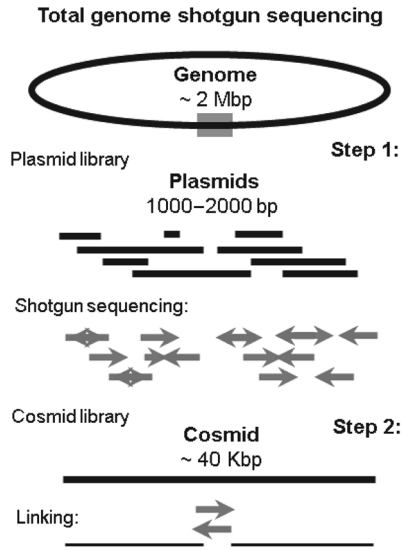 Total genome shotgun sequencing
Genome
~ 2 Mbp
Step 1:
Plasmid library
Plasmids
1000–2000 bp
Shotgun sequencing:
Cosmid library
Step 2:
Cosmid
~ 40 Kbp
Linking: